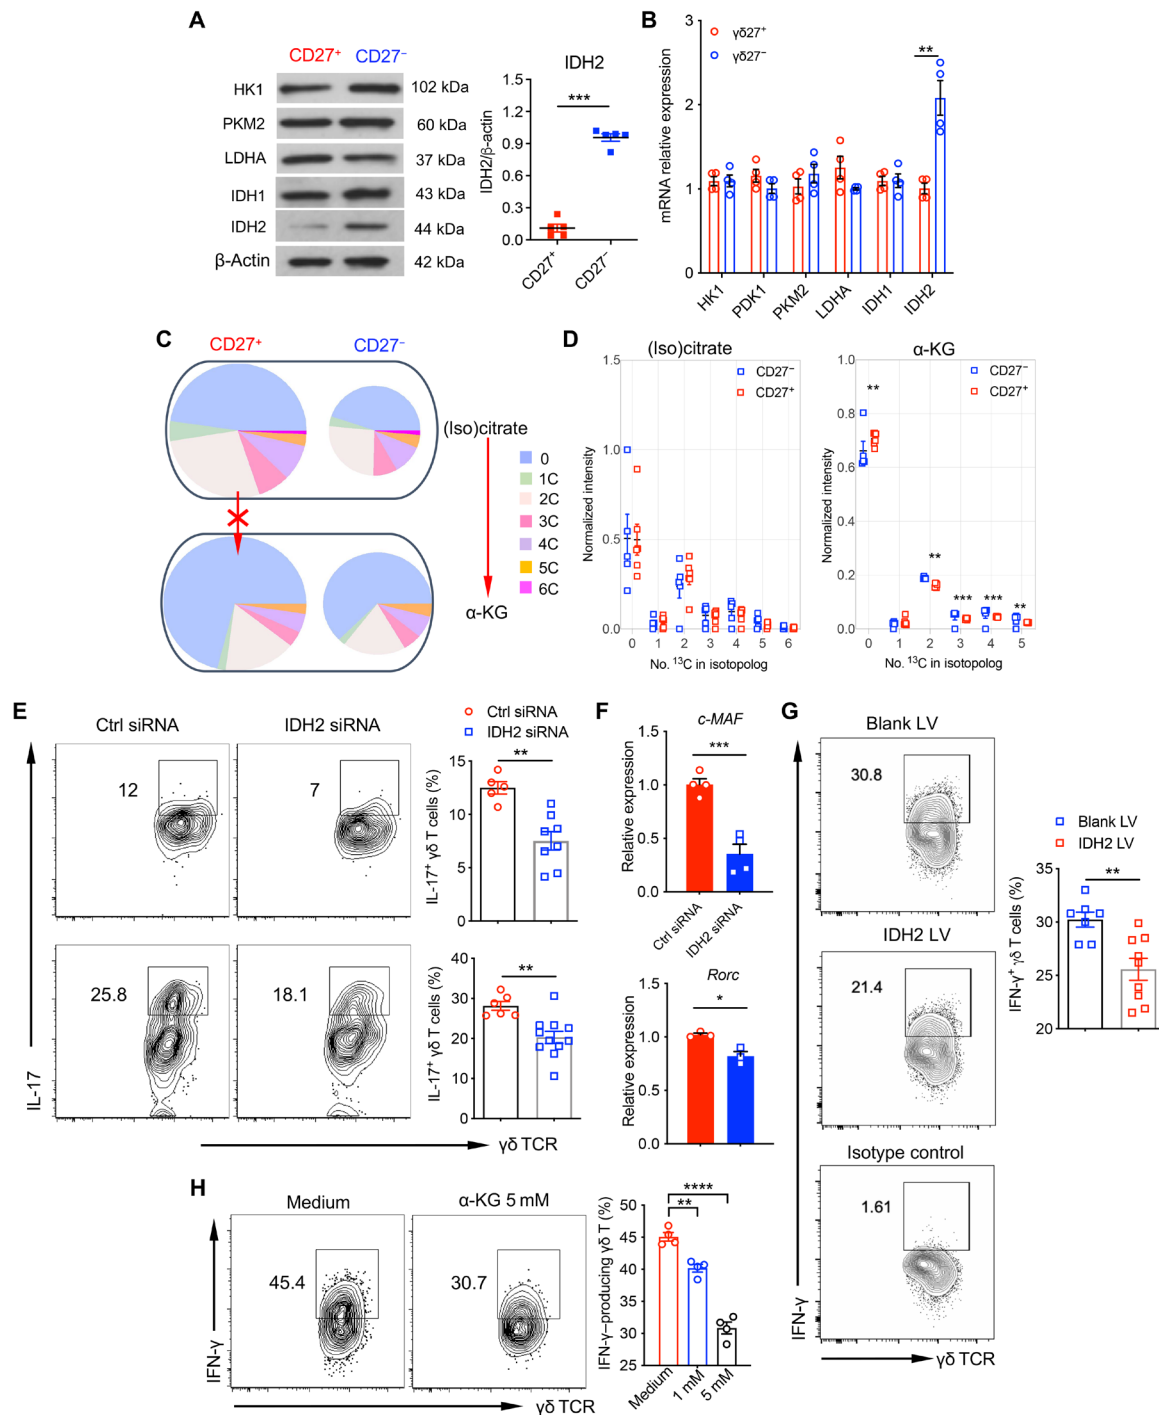 A
CD27+ CD27−
HK1 102 kDa
PKM2 60 kDa
LDHA 37 kDa
IDH1 43 kDa
IDH2 44 kDa
β-Actin 42 kDa
IDH2
IDH2/β-actin
1.5
1.2
0.9
0.6
0.3
0.0
***
CD27+ CD27−
B
γδ27+
γδ27−
mRNA relative expression
3
2
1
0
**
HK1 PDK1 PKM2 LDHA IDH1 IDH2
C
CD27+ CD27−
(Iso)citrate
α-KG
0
1C
2C
3C
4C
5C
6C
D
(Iso)citrate
CD27−
CD27+
Normalized intensity
1.5
1.0
0.5
0.0
0 1 2 3 4 5 6
No. 13C in isotopolog
α-KG
CD27−
CD27+
Normalized intensity
1.0
0.8
0.6
0.4
0.2
0.0
** ** *** *** **
0 1 2 3 4 5
No. 13C in isotopolog
E
Ctrl siRNA IDH2 siRNA
Ctrl siRNA
IDH2 siRNA
12 7
25.8 18.1
IL-17
γδ TCR
IL-17+ γδ T cells (%)
15
10
5
0
**
IL-17+ γδ T cells (%)
40
30
20
10
0
**
F
c-MAF
Relative expression
1.5
1.0
0.5
0.0
***
Ctrl siRNA IDH2 siRNA
Rorc
Relative expression
1.5
1.0
0.5
0.0
*
G
Blank LV
30.8
IDH2 LV
21.4
Isotype control
1.61
IFN-γ
γδ TCR
Blank LV
IDH2 LV
IFN-γ+ γδ T cells (%)
35
30
25
20
**
H
Medium α-KG 5 mM
45.4 30.7
IFN-γ
γδ TCR
IFN-γ–producing γδ T (%)
50
45
40
35
30
25
****
**
Medium 1 mM 5 mM